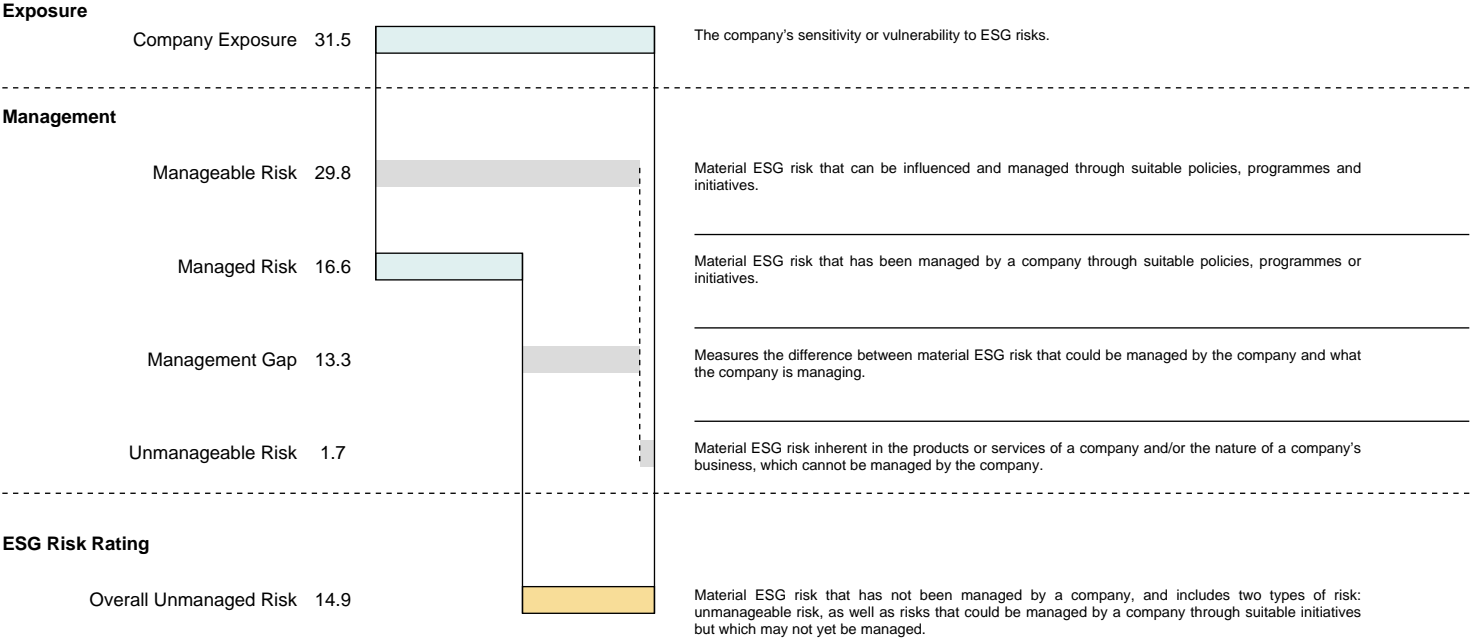 Exposure
Company Exposure 31.5
The company’s sensitivity or vulnerability to ESG risks.
Management
Manageable Risk 29.8
Material ESG risk that can be influenced and managed through suitable policies, programmes and
initiatives.
Managed Risk 16.6
Material ESG risk that has been managed by a company through suitable policies, programmes or
initiatives.
Management Gap 13.3
Measures the difference between material ESG risk that could be managed by the company and what
the company is managing.
Unmanageable Risk 1.7
Material ESG risk inherent in the products or services of a company and/or the nature of a company’s
business, which cannot be managed by the company.
ESG Risk Rating
Overall Unmanaged Risk 14.9
Material ESG risk that has not been managed by a company, and includes two types of risk:
unmanageable risk, as well as risks that could be managed by a company through suitable initiatives
but which may not yet be managed.